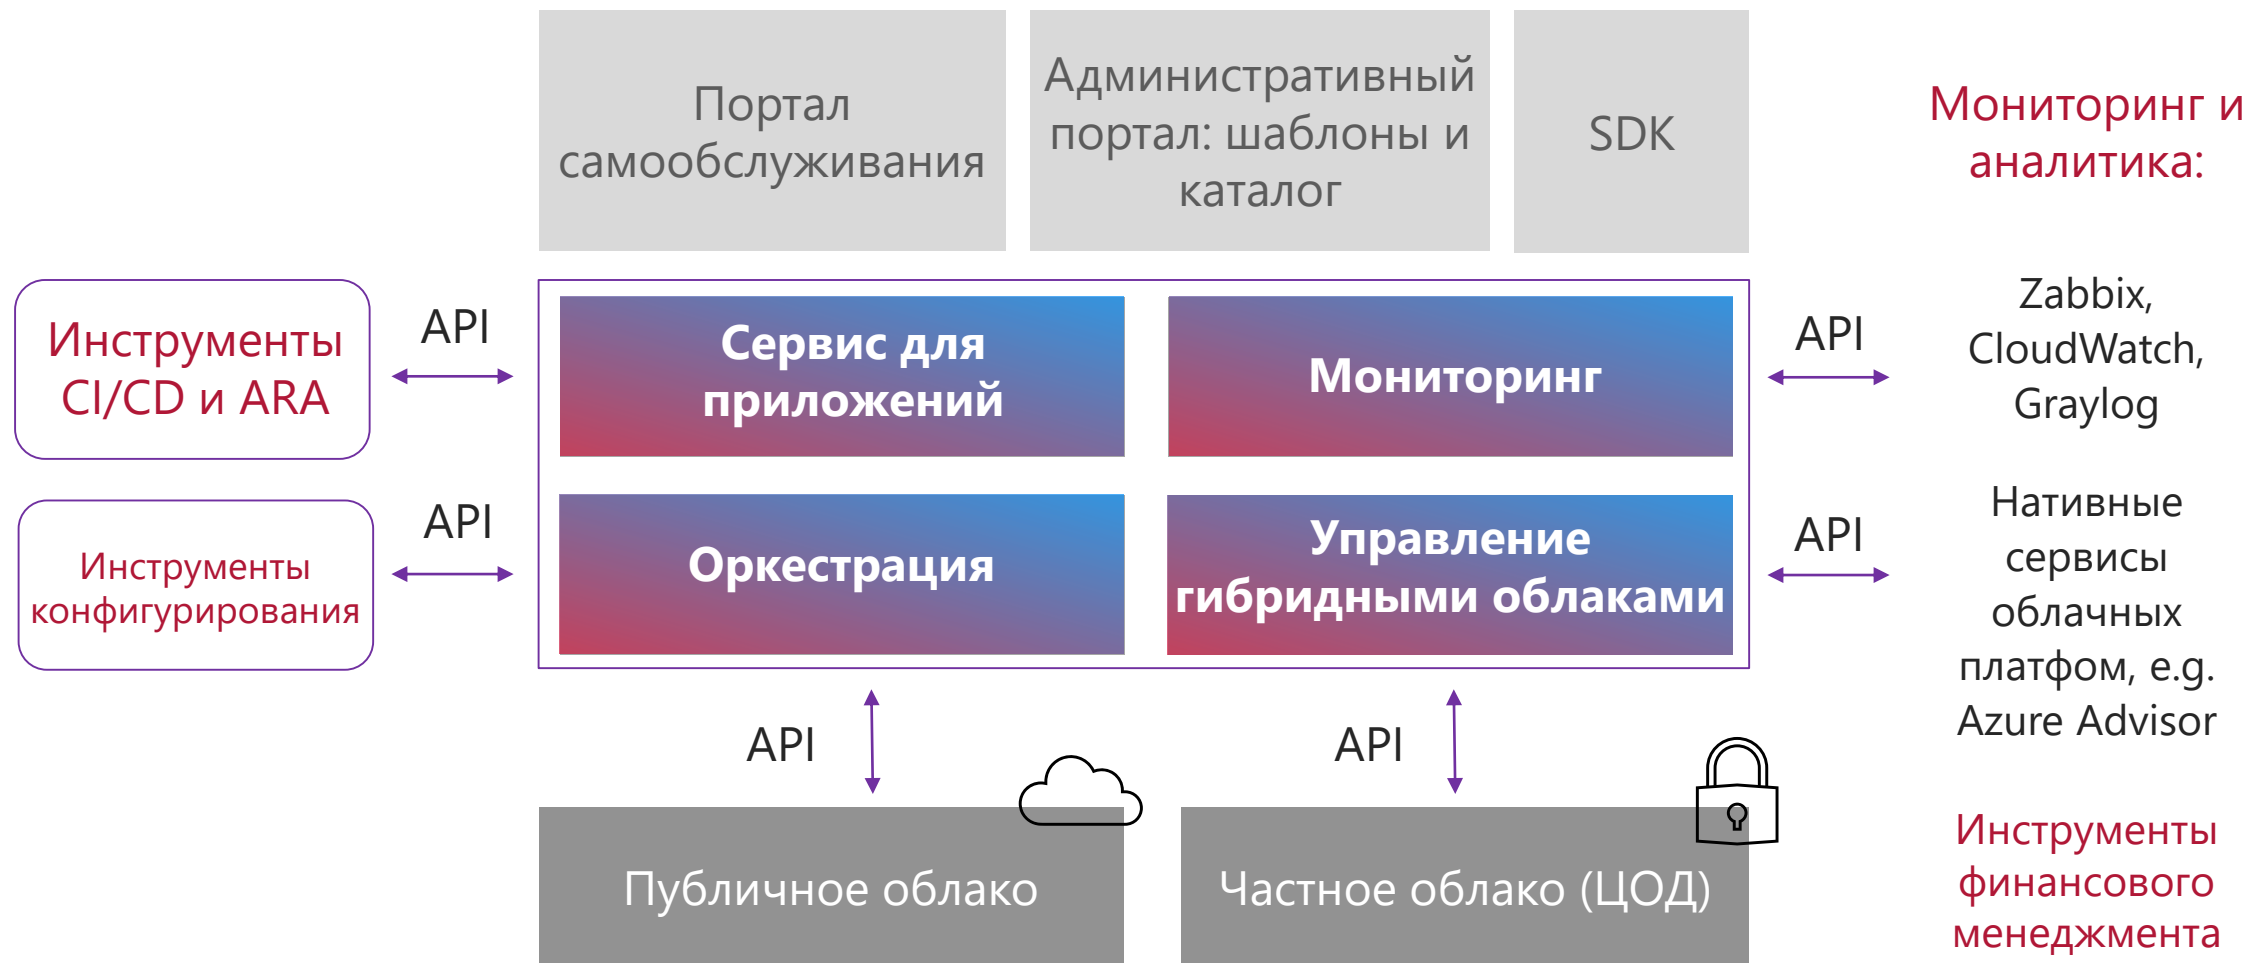 Портал
самообслуживания
Административный
портал: шаблоны и
каталог
SDK
Мониторинг и
аналитика:
Инструменты
CI/CD и ARA
API
Сервис для
приложений
Мониторинг
API
Zabbix,
CloudWatch,
Graylog
Инструменты
конфигурирования
API
Оркестрация
Управление
гибридными облаками
API
Нативные
сервисы
облачных
платфом, e.g.
Azure Advisor
API
API
Публичное облако
Частное облако (ЦОД)
Инструменты
финансового
менеджмента